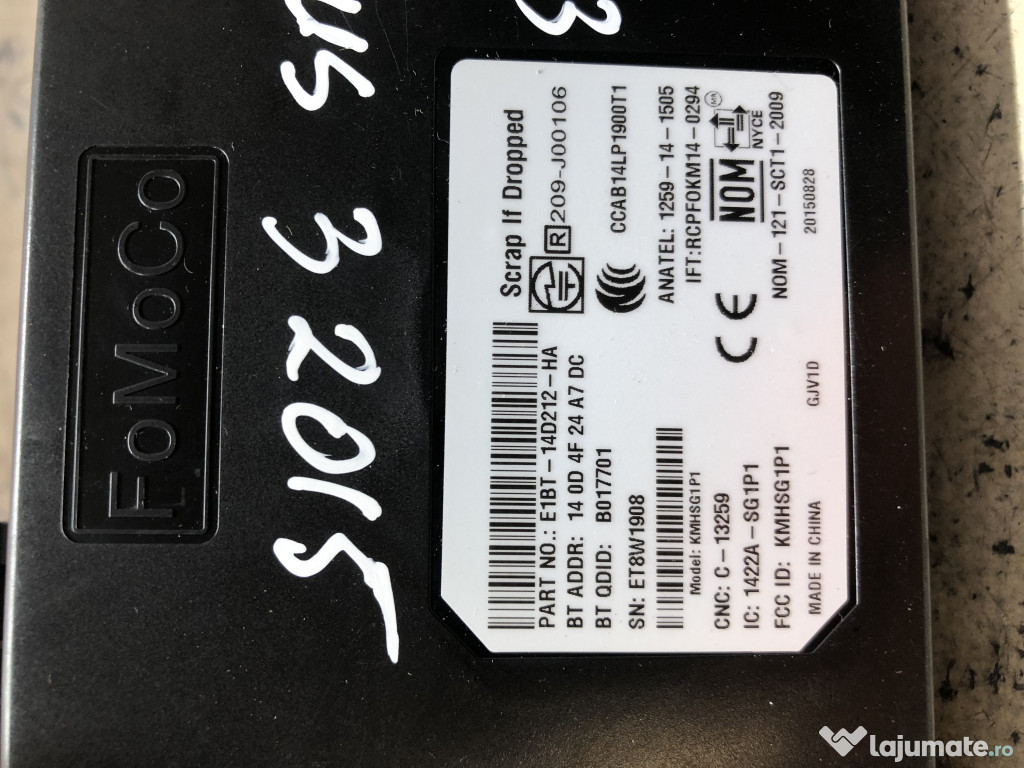 FoMoCo
3 2015
3
PART NO.: E1BT-14D212-HA
BT ADDR: 14 0D 4F 24 A7 DC
BT QDID: B017701
SN: ET8W1908
Model: KMHSG1P1
CNC: C-13259
IC: 1422A-SG1P1
FCC ID: KMHSG1P1
MADE IN CHINA
GJV1D
Scrap If Dropped
R 209-J00106
CCAB14LP1900T1
ANATEL: 1259-14-1505
IFT:RCPFOKM14-0294
CE
NOM
NYCE
NOM-121-SCT1-2009
20150828
lajumate.ro